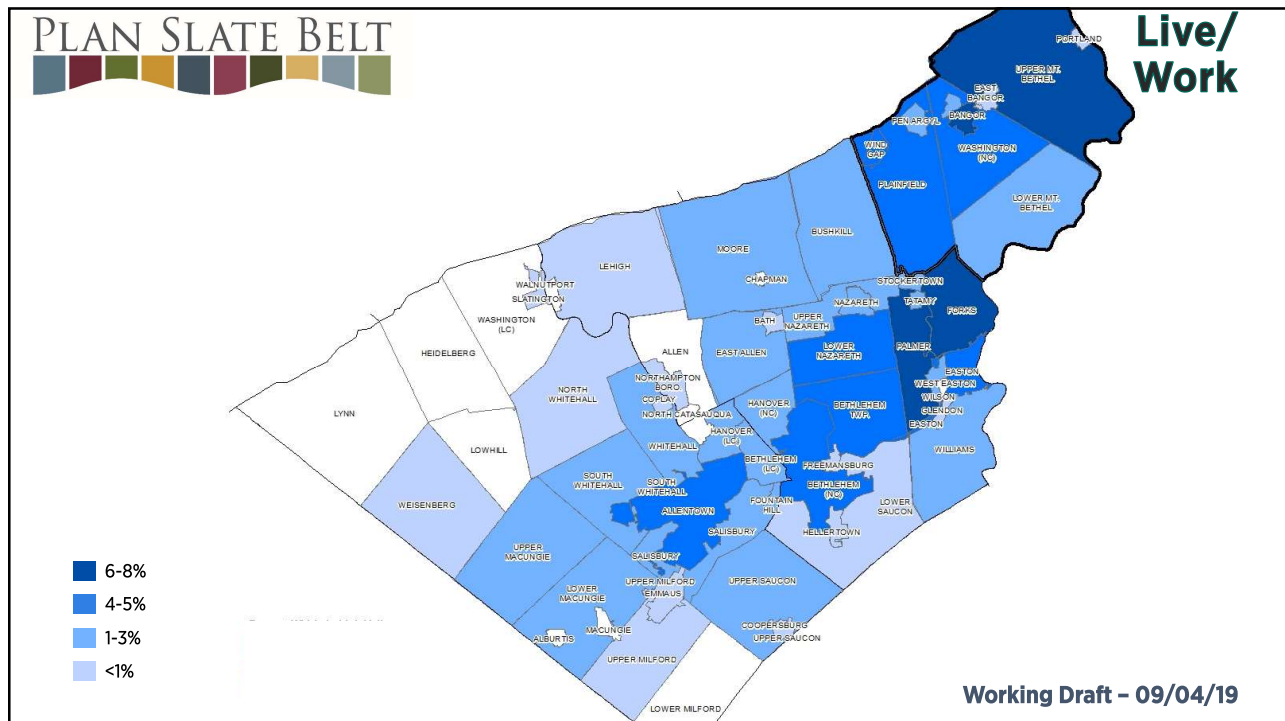 PLAN SLATE BELT
Live/
Work
PORTLAND
UPPER MT.
BETHEL
EAST
BANGOR
BANGOR
PEN ARGYL
WIND
GAP
WASHINGTON
(NC)
PLAINFIELD
LOWER MT.
BETHEL
BUSHKILL
MOORE
CHAPMAN
LEHIGH
WALNUTPORT
SLATINGTON
WASHINGTON
(LC)
HEIDELBERG
LYNN
LOWHILL
WEISENBERG
NORTH
WHITEHALL
ALLEN
BATH
EAST ALLEN
UPPER
NAZARETH
NAZARETH
STOCKERTOWN
TATAMY
FORKS
PALMER
LOWER
NAZARETH
NORTHAMPTON
BORO
COPLAY
NORTH CATASAUQUA
HANOVER
(LC)
HANOVER
(NC)
WHITEHALL
BETHLEHEM
TWP.
EASTON
WEST EASTON
WILSON
GLENDON
EASTON
WILLIAMS
BETHLEHEM
(LC)
FREEMANSBURG
BETHLEHEM
(NC)
LOWER
SAUCON
HELLERTOWN
FOUNTAIN
HILL
SOUTH
WHITEHALL
SOUTH
WHITEHALL
ALLENTOWN
SALISBURY
SALISBURY
UPPER
MACUNGIE
LOWER
MACUNGIE
UPPER MILFORD
EMMAUS
UPPER SAUCON
COOPERSBURG
UPPER SAUCON
MACUNGIE
ALBURTIS
UPPER MILFORD
LOWER MILFORD
6-8%
4-5%
1-3%
<1%
Working Draft – 09/04/19